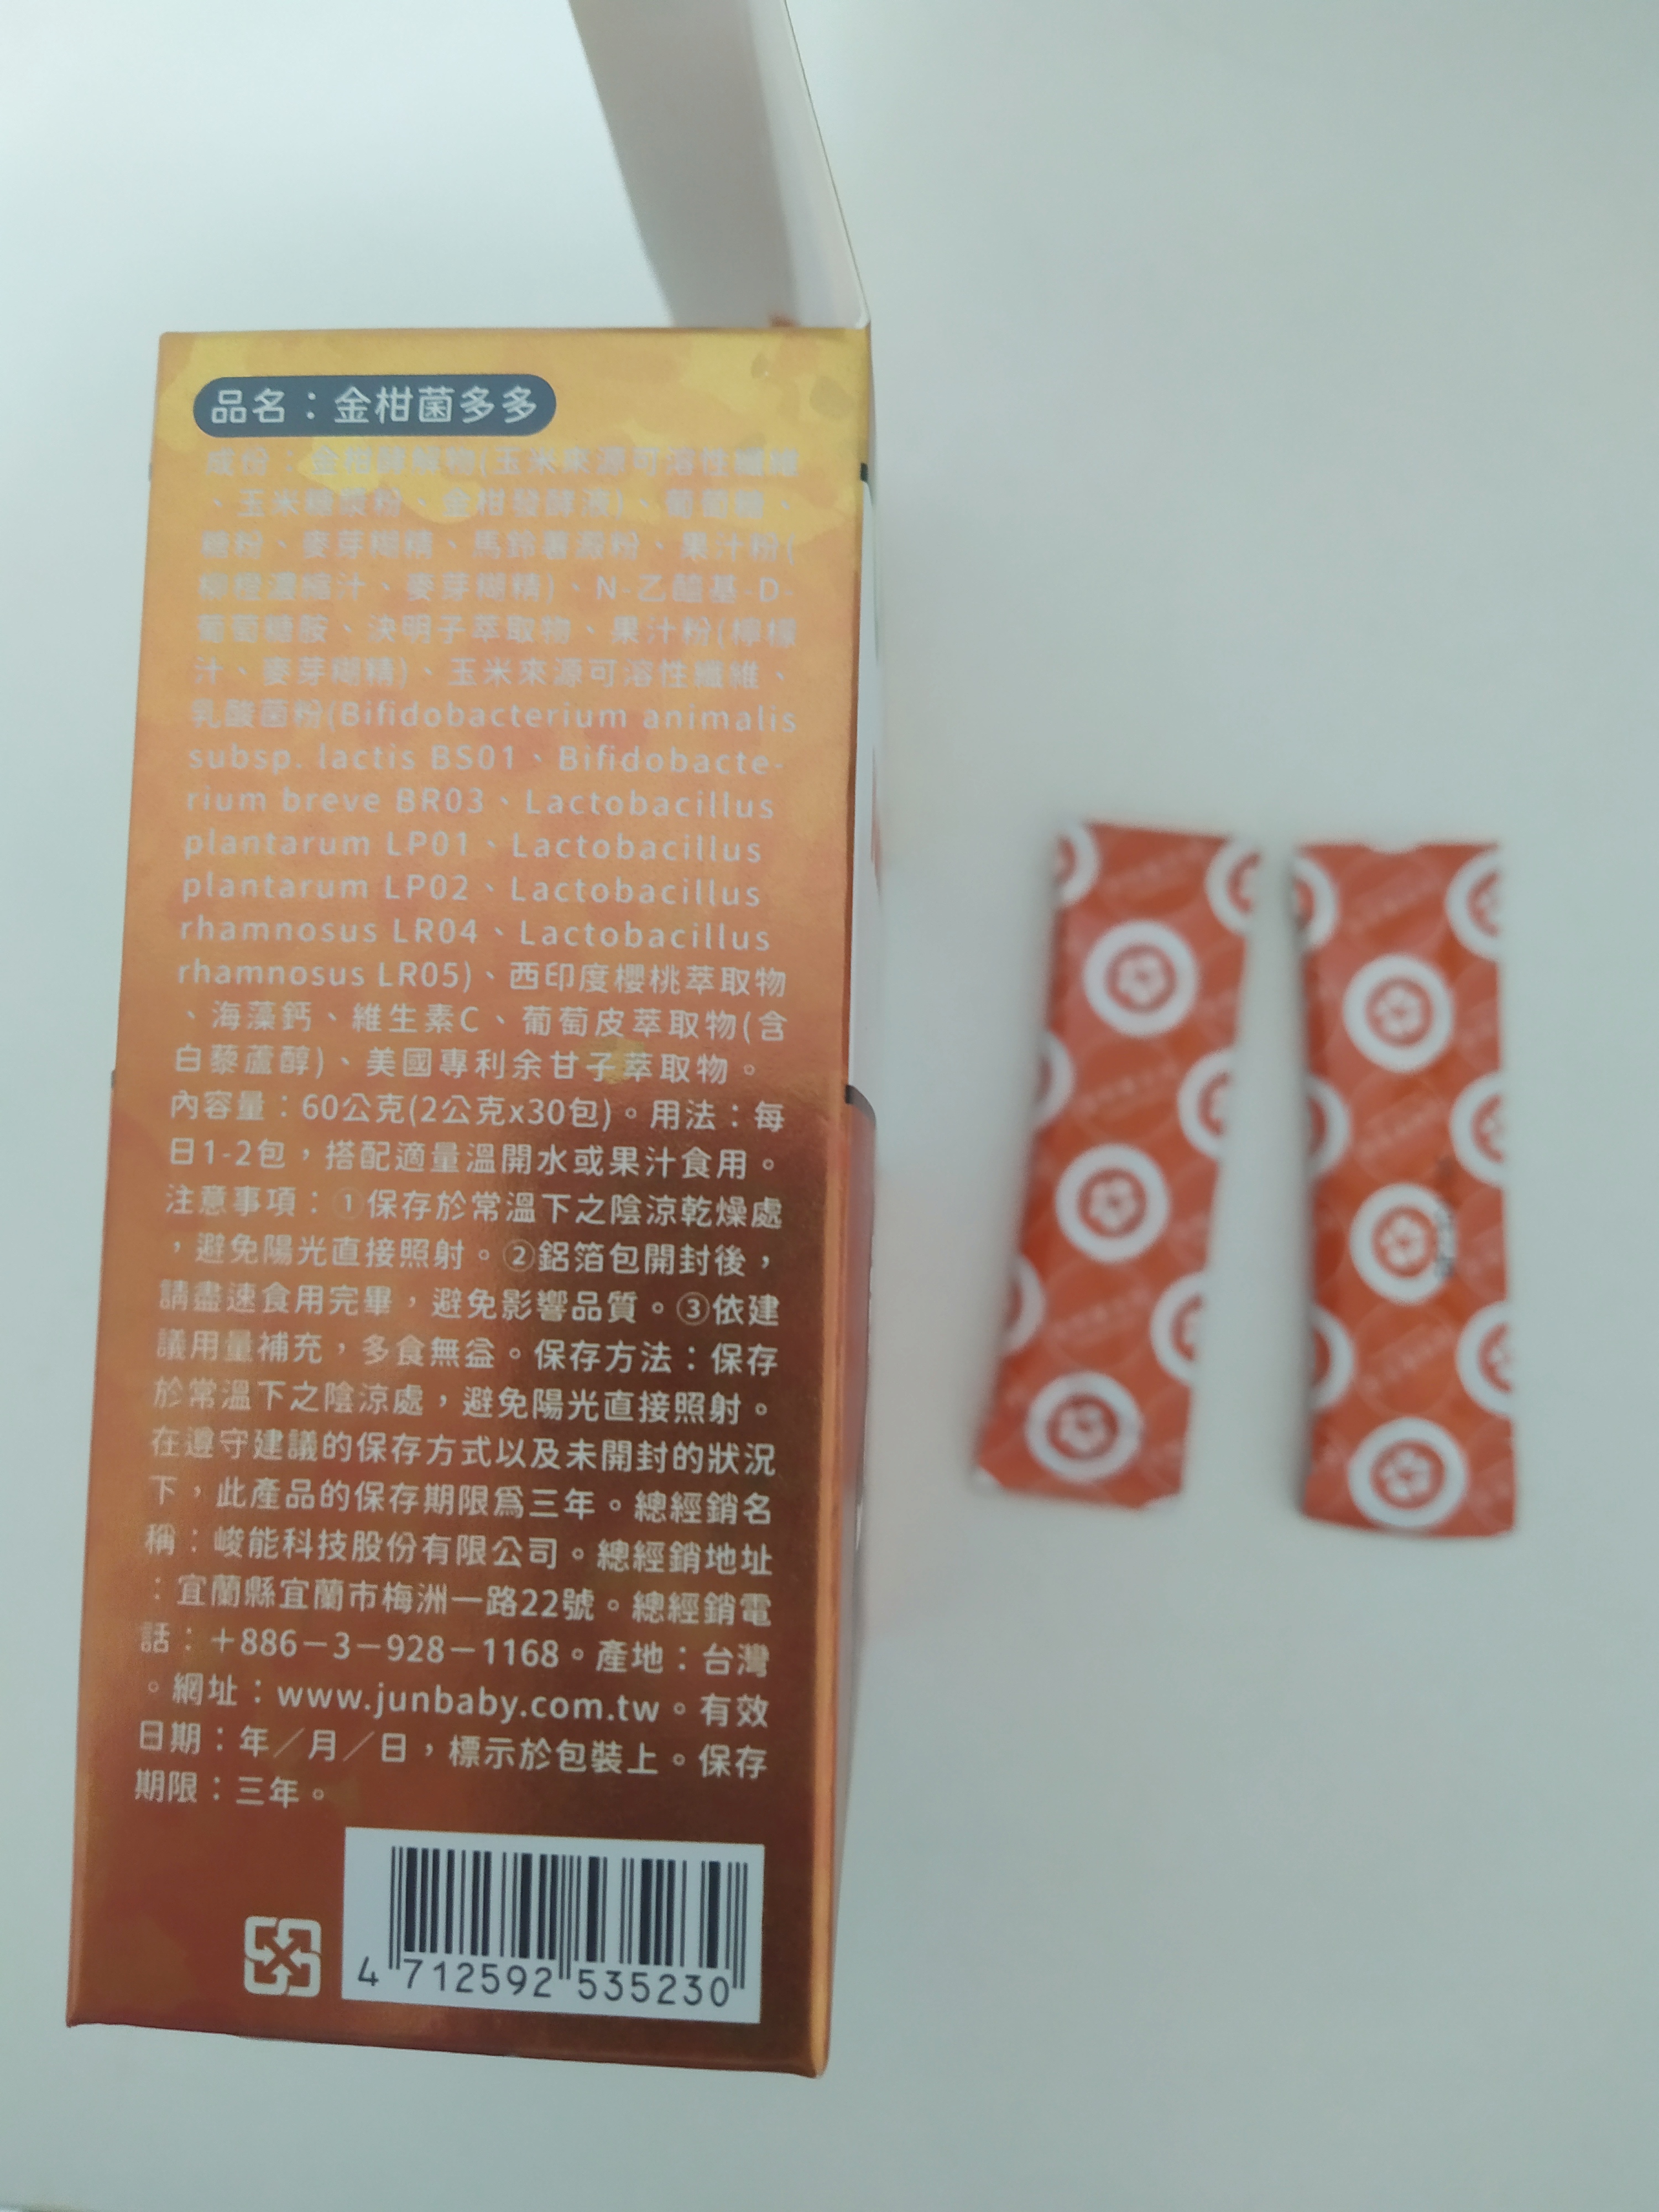 品名：金柑菌多多
成份：金柑酵解物(玉米來源可溶性纖維
、玉米糖漿粉、金柑發酵液)、葡萄糖、
糖粉、麥芽糊精、馬鈴薯澱粉、果汁粉(
柳橙濃縮汁、麥芽糊精)、N-乙醯基-D-
葡萄糖胺、決明子萃取物、果汁粉(檸檬
汁、麥芽糊精)、玉米來源可溶性纖維、
乳酸菌粉(Bifidobacterium animalis
subsp. lactis BS01、Bifidobacte-
rium breve BR03、Lactobacillus
plantarum LP01、Lactobacillus
plantarum LP02、Lactobacillus
rhamnosus LR04、Lactobacillus
rhamnosus LR05)、西印度櫻桃萃取物
、海藻鈣、維生素C、葡萄皮萃取物(含
白藜蘆醇)、美國專利余甘子萃取物。
內容量：60公克(2公克x30包)。用法：每
日1-2包，搭配適量溫開水或果汁食用。
注意事項：①保存於常溫下之陰涼乾燥處
，避免陽光直接照射。②鋁箔包開封後，
請盡速食用完畢，避免影響品質。③依建
議用量補充，多食無益。保存方法：保存
於常溫下之陰涼處，避免陽光直接照射。
在遵守建議的保存方式以及未開封的狀況
下，此產品的保存期限為三年。總經銷名
稱：峻能科技股份有限公司。總經銷地址
：宜蘭縣宜蘭市梅洲一路22號。總經銷電
話：+886－3－928－1168。產地：台灣
。網址：www.junbaby.com.tw。有效
日期：年／月／日，標示於包裝上。保存
期限：三年。
4 712592 535230